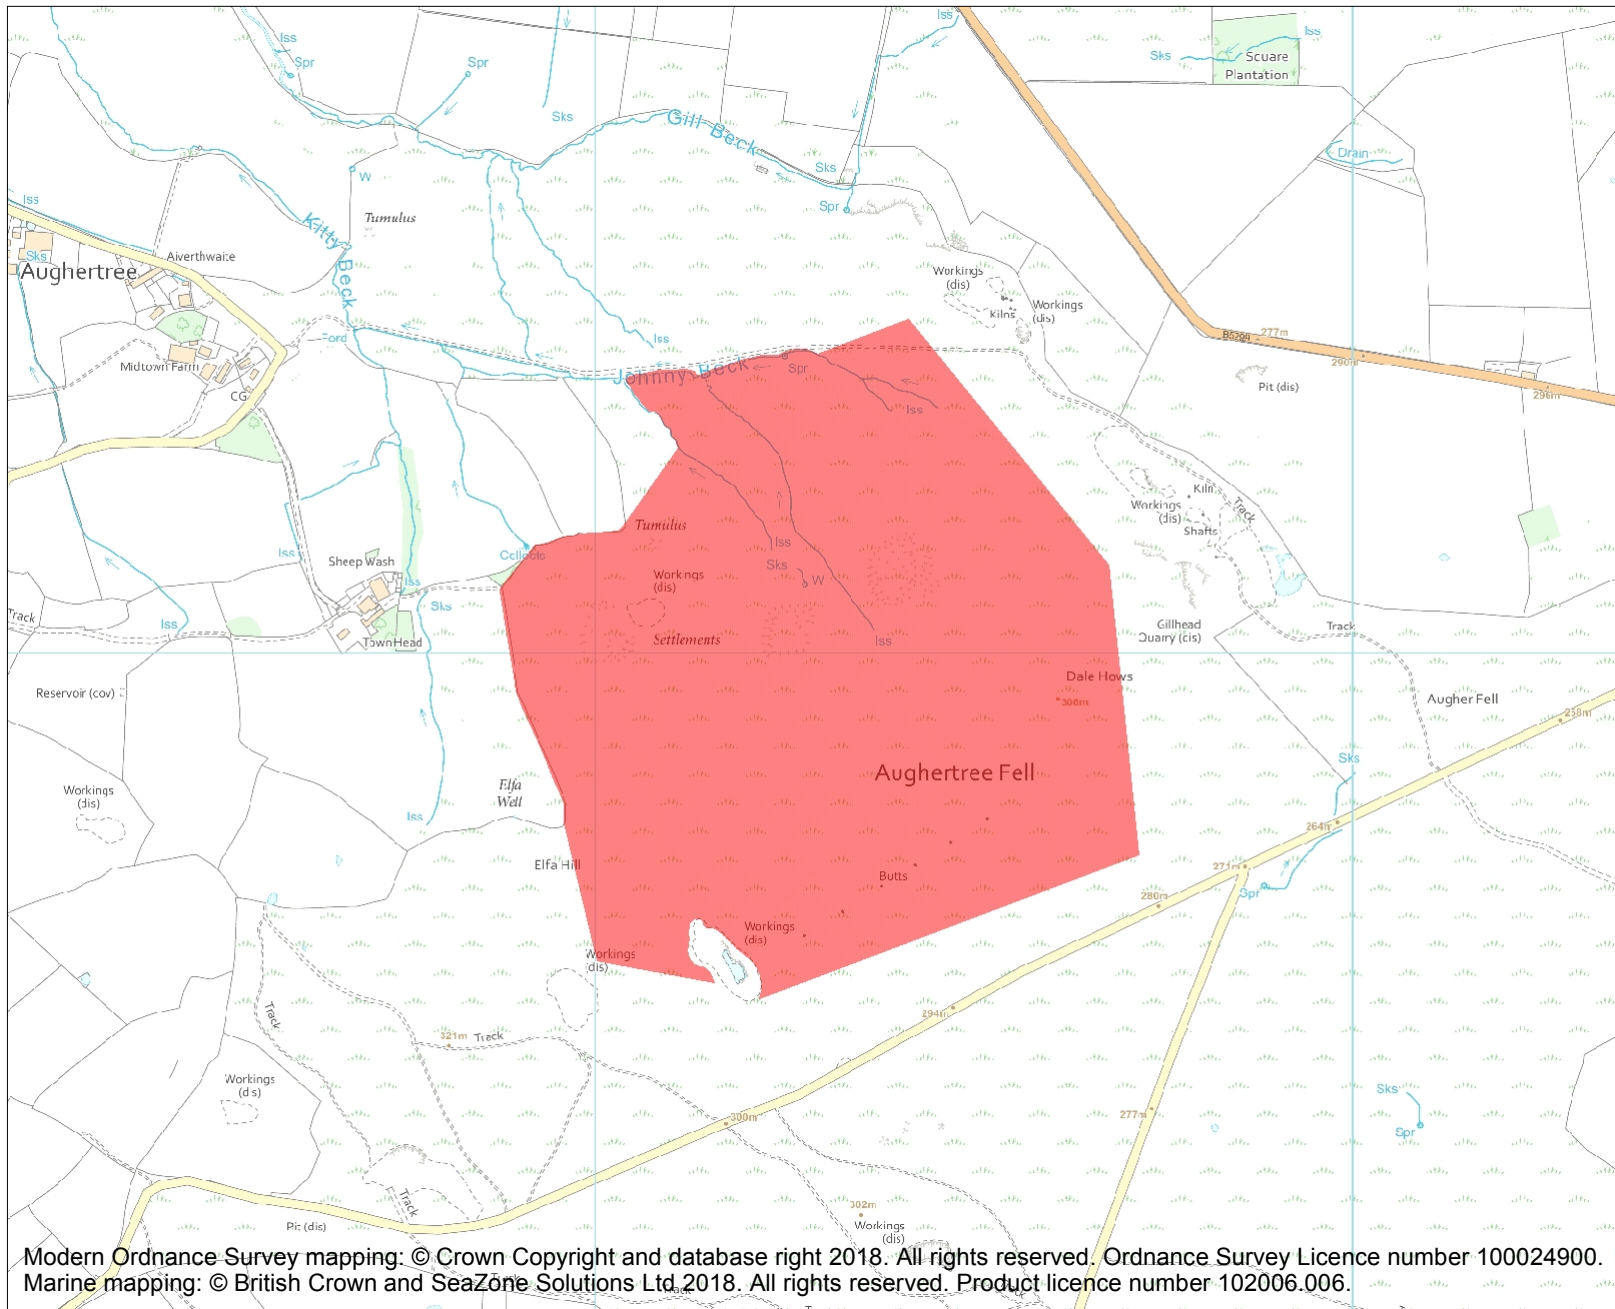 Iss
Spr
Spr
Sks
Gill Beck
Iss
Sks
Iss
Scuare
Plantation
Drain
W
Sks
Spr
Iss
Tumulus
Kitty Beck
Sks
Aughertree
Aiverthwaite
Workings
(dis)
Kilns
Workings
(dis)
Ford
Iss
B5299
277m
290m
296m
Midtown Farm
CG
Johnny Beck
Spr
Iss
Pit (dis)
Kiln
Workings
(dis)
Shafts
Track
Tumulus
Iss
Collects
Iss
Sks
W
Sheep Wash
Iss
Sks
Workings
(dis)
Settlements
Iss
Track
Iss
Town Head
Gillhead
Quarry (cis)
Track
Reservoir (cov)
Dale Hows
306m
Augher Fell
258m
Elfa
Well
Aughertree Fell
Sks
Workings
(dis)
Iss
264m
Elfa Hill
Butts
271m
Spr
280m
Workings
(dis)
Workings
(dis)
294m
Track
321m
Track
Workings
(dis)
300m
277m
Sks
Spr
Track
Pit (dis)
302m
Workings
(dis)
Modern Ordnance Survey mapping: © Crown Copyright and database right 2018. All rights reserved. Ordnance Survey Licence number 100024900.
Marine mapping: © British Crown and SeaZone Solutions Ltd 2018. All rights reserved. Product licence number 102006.006.
Track
Track